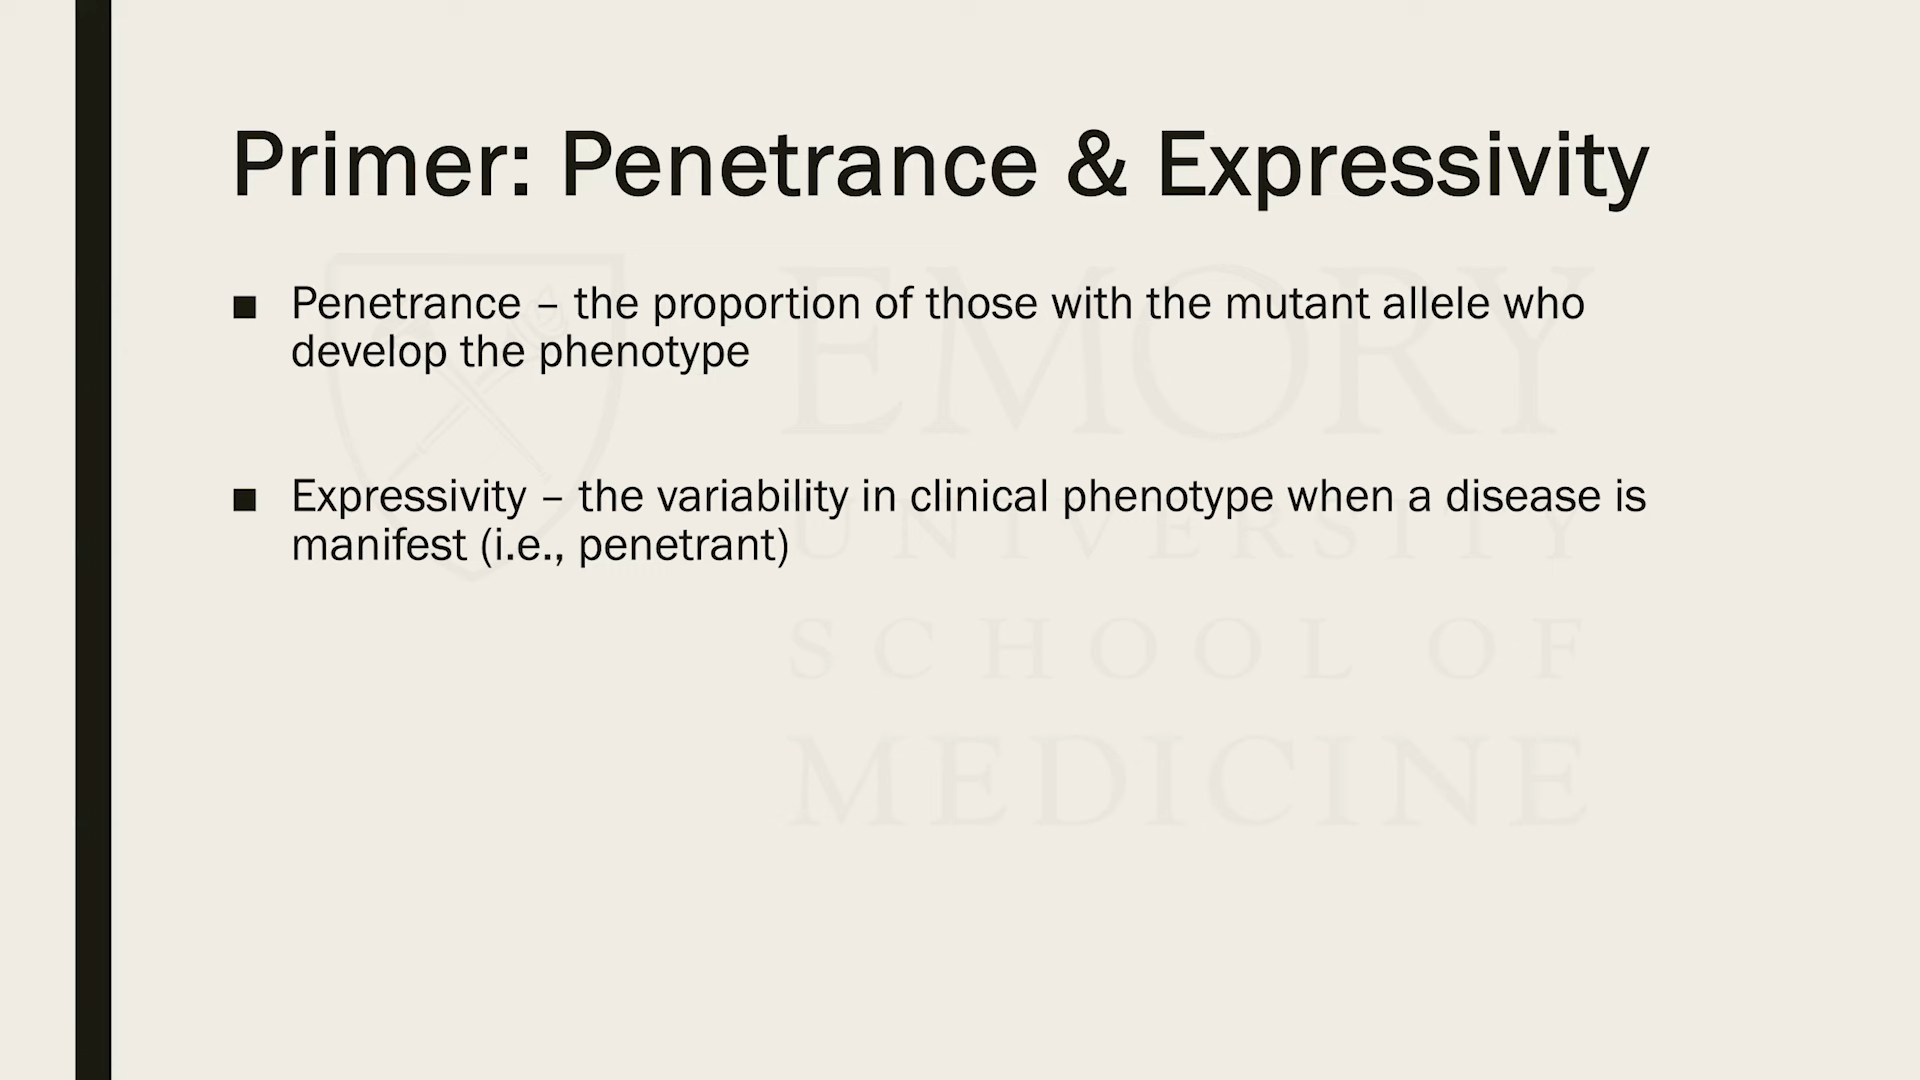 Primer: Penetrance & Expressivity
■ Penetrance – the proportion of those with the mutant allele who
develop the phenotype
■ Expressivity – the variability in clinical phenotype when a disease is
manifest (i.e., penetrant)
EMORY
UNIVERSITY
SCHOOL OF
MEDICINE